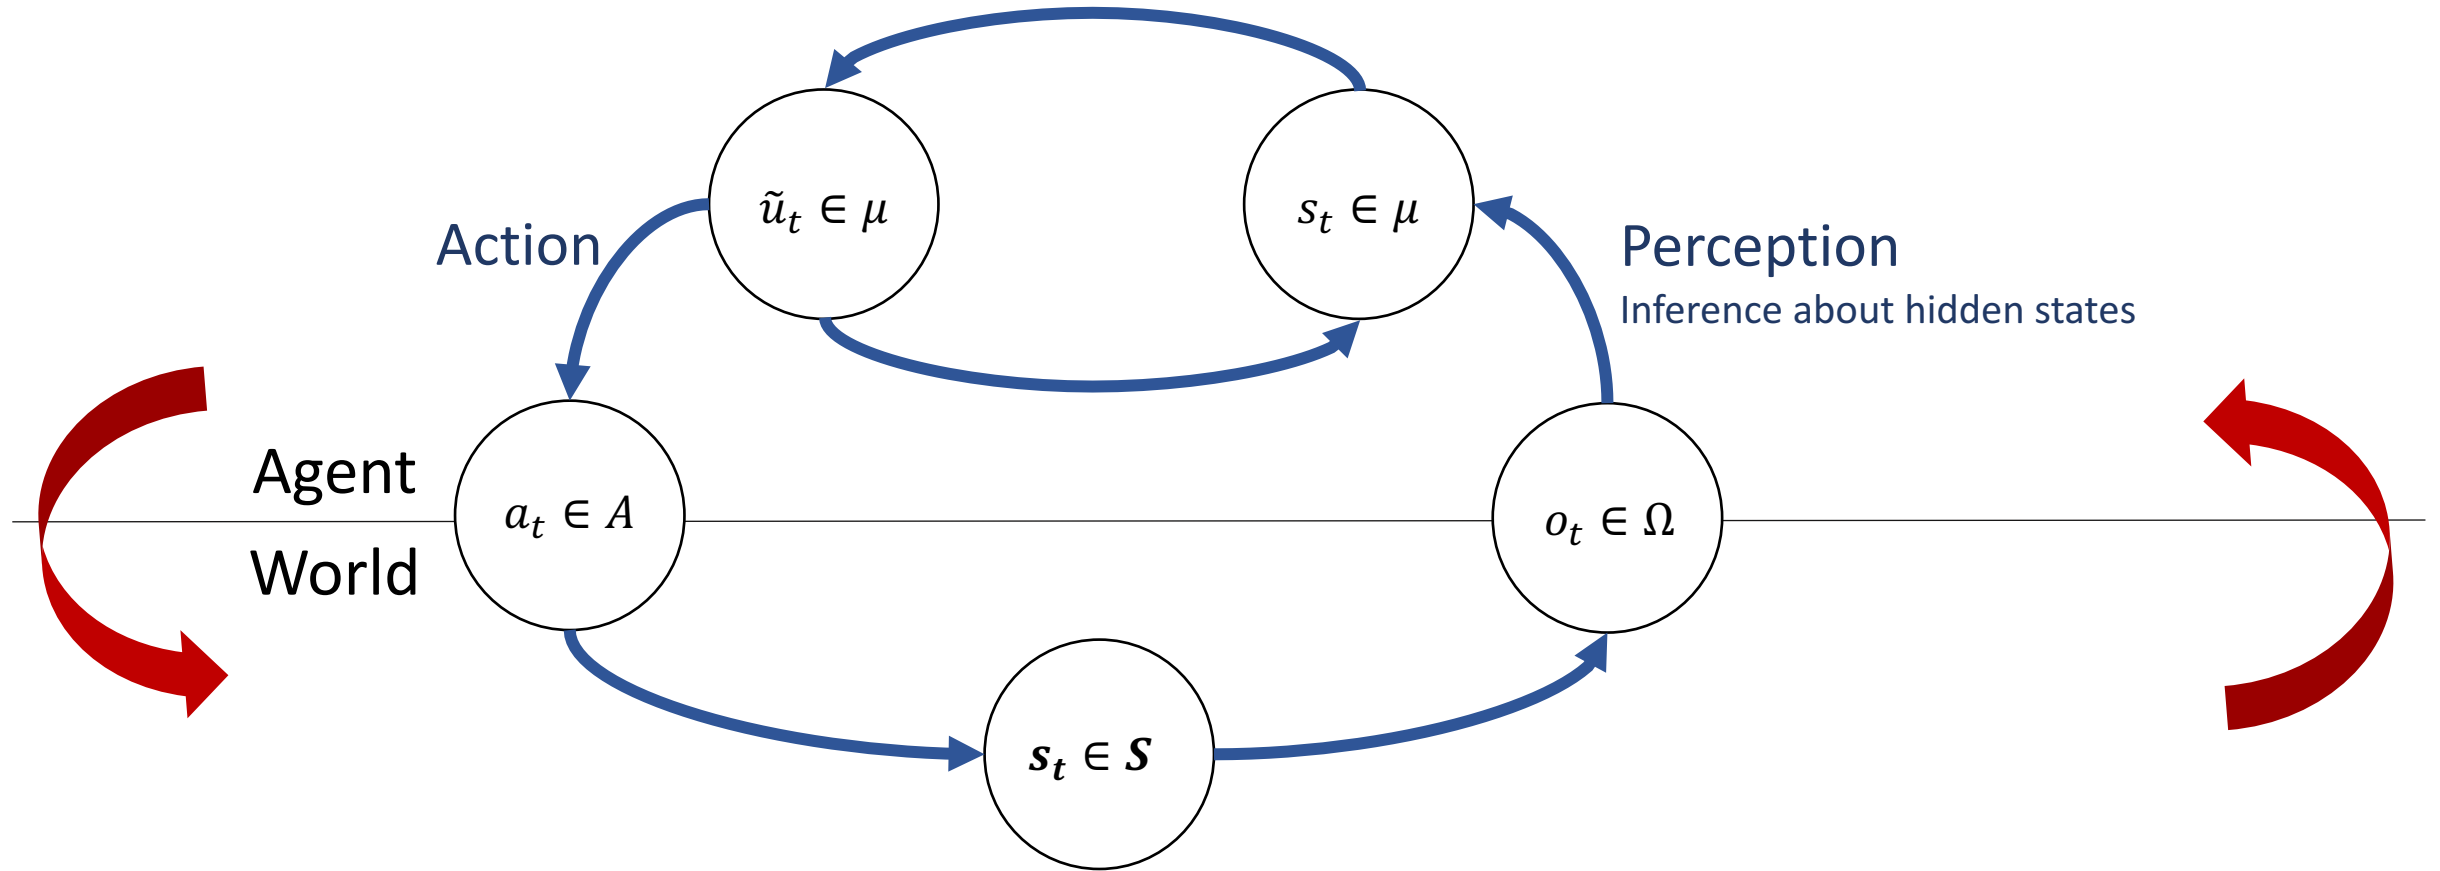 ũₜ ∈ μ
sₜ ∈ μ
Action
Perception
Inference about hidden states
Agent
World
aₜ ∈ A
oₜ ∈ Ω
𝒔ₜ ∈ 𝑺